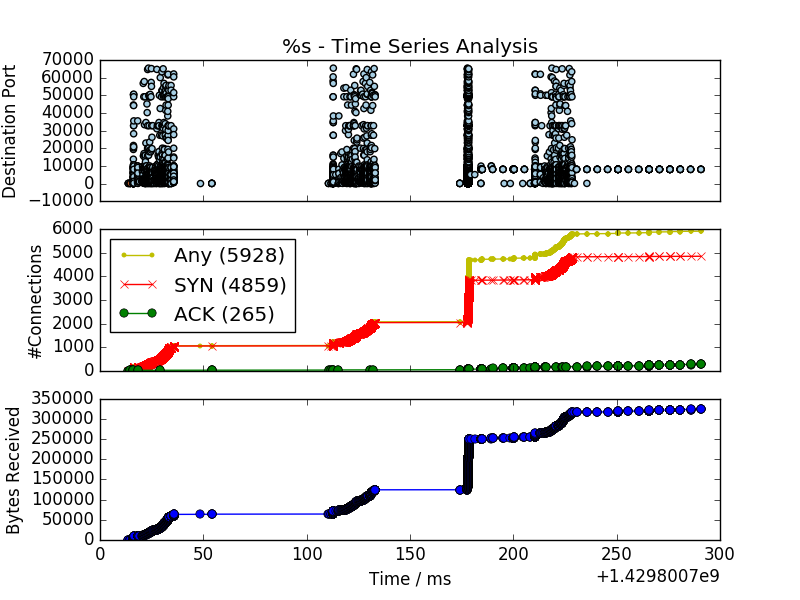 %s - Time Series Analysis
70000
60000
50000
40000
30000
20000
10000
0
−10000
Destination Port
6000
5000
4000
3000
2000
1000
0
#Connections
Any (5928)
SYN (4859)
ACK (265)
350000
300000
250000
200000
150000
100000
50000
0
Bytes Received
0 50 100 150 200 250 300
Time / ms
+1.4298007e9